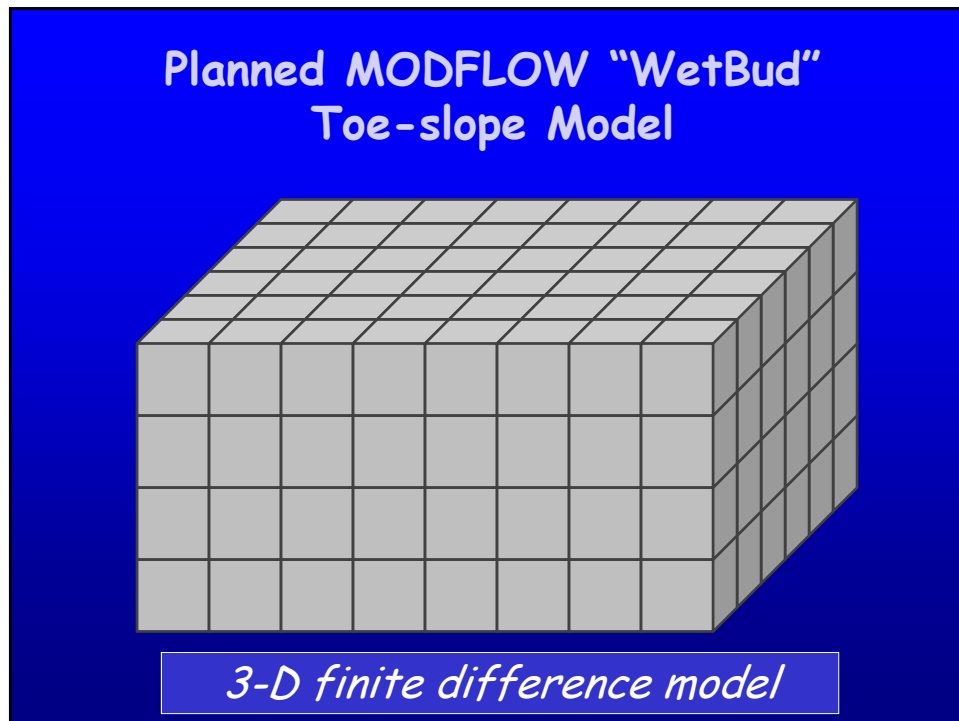 Planned MODFLOW “WetBud”
Toe-slope Model
3-D finite difference model